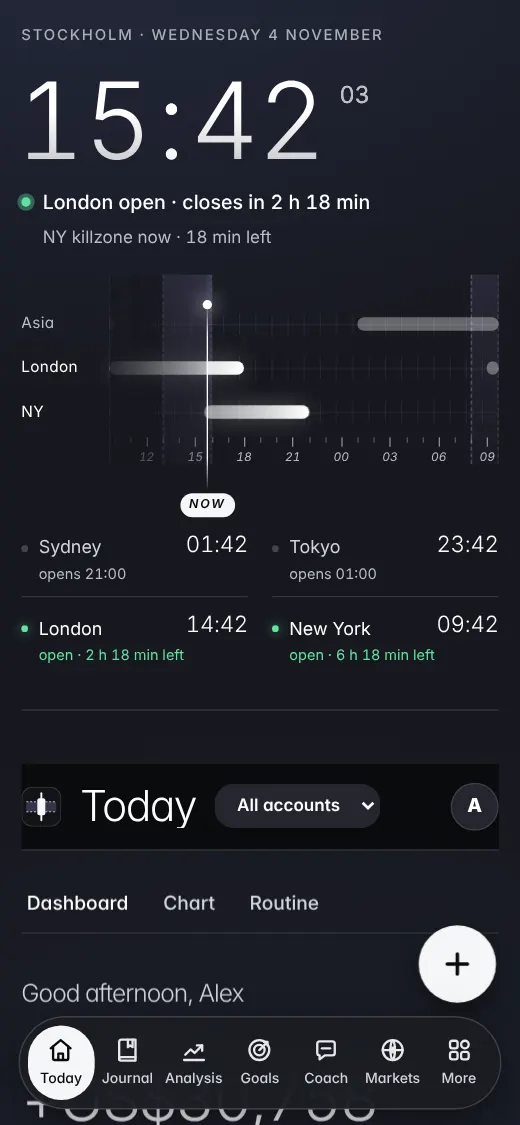 STOCKHOLM · WEDNESDAY 4 NOVEMBER
15:42 03
London open · closes in 2 h 18 min
NY killzone now · 18 min left
Asia
London
NY
12 15 18 21 00 03 06 09
NOW
Sydney 01:42
opens 21:00
Tokyo 23:42
opens 01:00
London 14:42
open · 2 h 18 min left
New York 09:42
open · 6 h 18 min left
Today All accounts A
Dashboard Chart Routine
Good afternoon, Alex
Today Journal Analysis Goals Coach Markets More